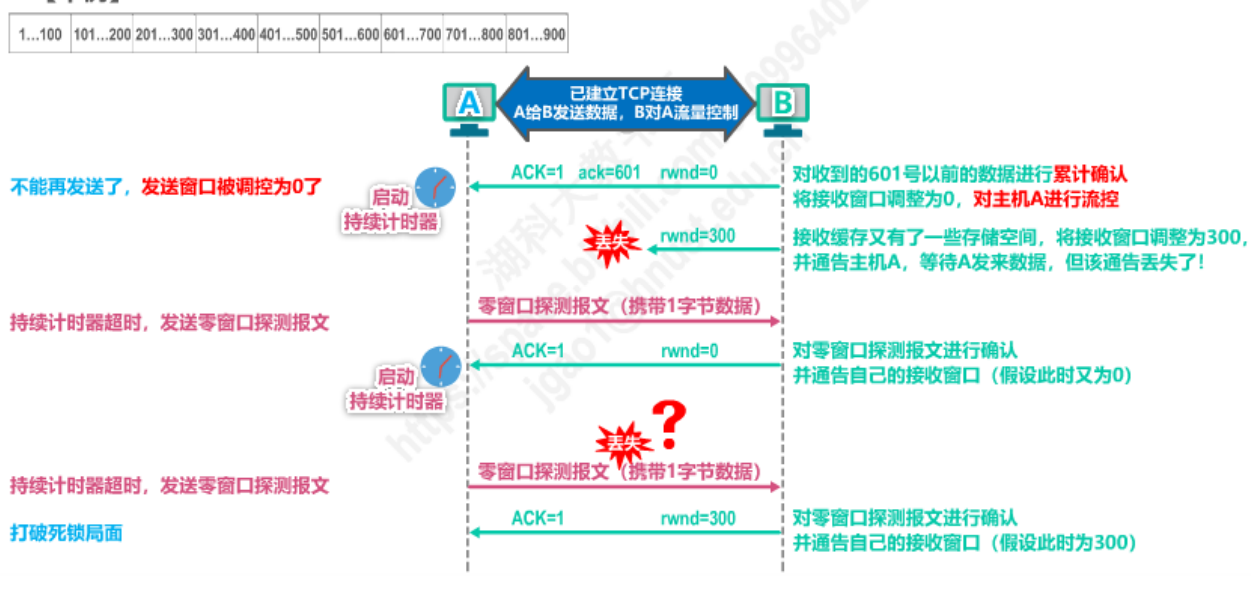 1...100 101...200 201...300 301...400 401...500 501...600 601...700 701...800 801...900
A
已建立TCP连接
A给B发送数据，B对A流量控制
B
不能再发送了，发送窗口被调控为0了
启动
持续计时器
ACK=1 ack=601 rwnd=0
对收到的601号以前的数据进行累计确认
将接收窗口调整为0，对主机A进行流控
丢失
rwnd=300
接收缓存又有了一些存储空间，将接收窗口调整为300，
并通告主机A，等待A发来数据，但该通告丢失了！
持续计时器超时，发送零窗口探测报文
零窗口探测报文（携带1字节数据）
启动
持续计时器
ACK=1 rwnd=0
对零窗口探测报文进行确认
并通告自己的接收窗口（假设此时又为0）
丢失 ?
持续计时器超时，发送零窗口探测报文
零窗口探测报文（携带1字节数据）
打破死锁局面
ACK=1 rwnd=300
对零窗口探测报文进行确认
并通告自己的接收窗口（假设此时为300）